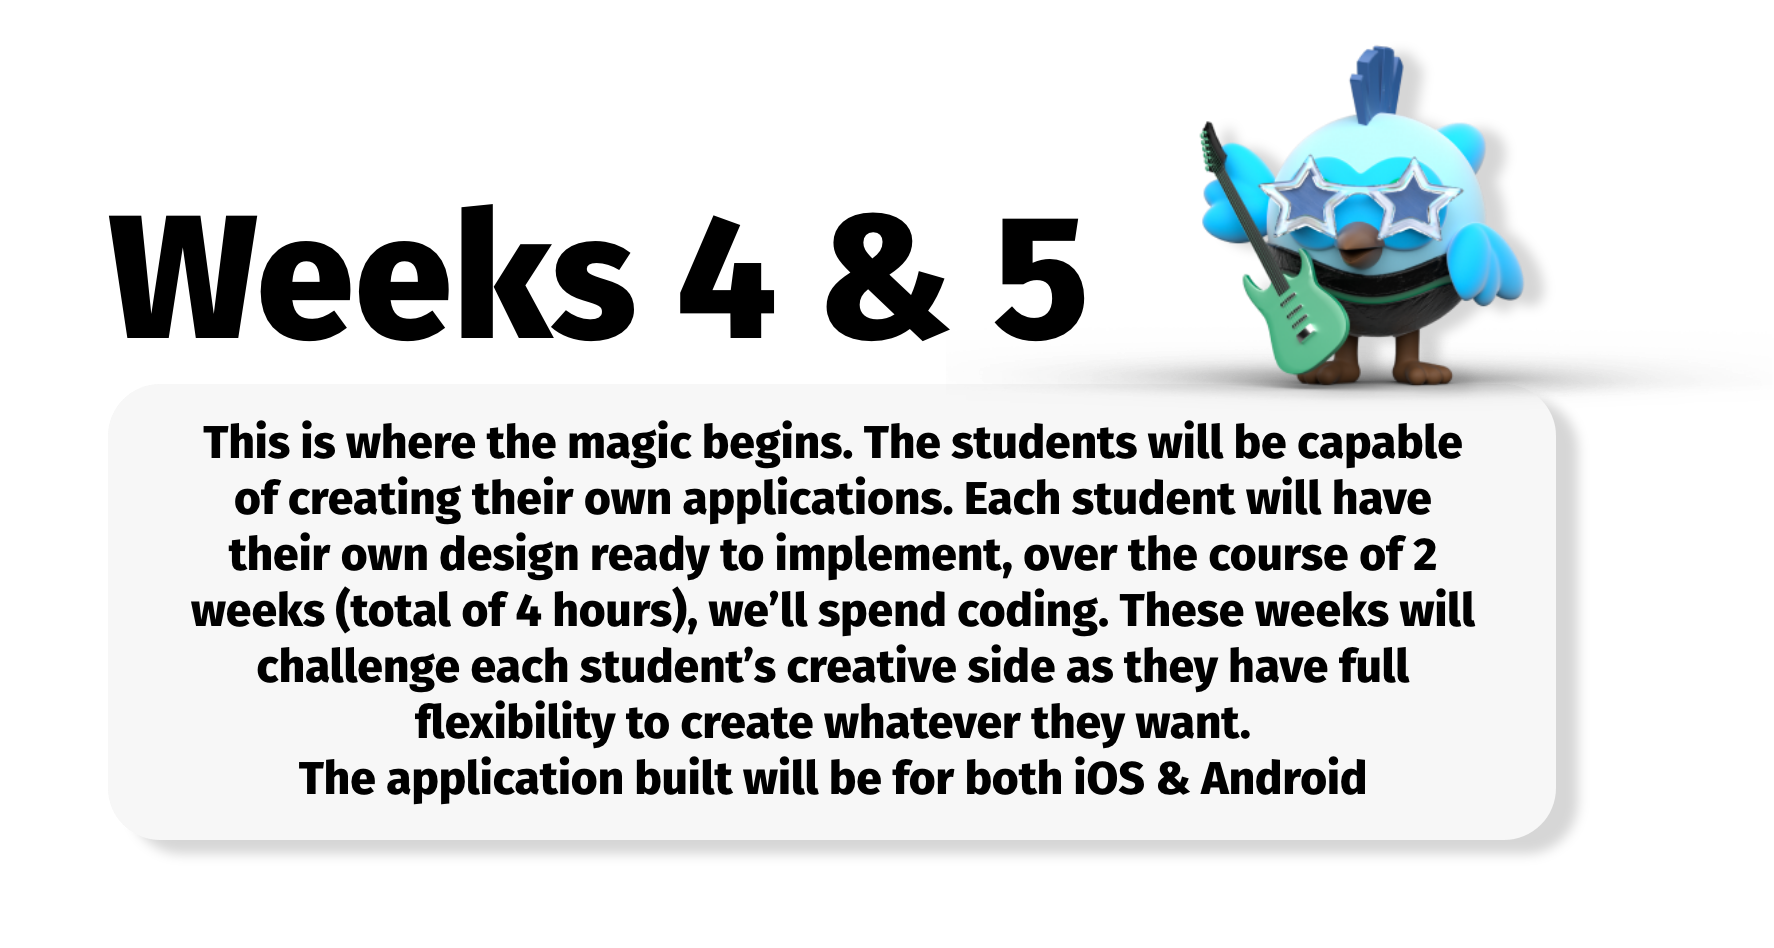 Weeks 4 & 5
This is where the magic begins. The students will be capable
of creating their own applications. Each student will have
their own design ready to implement, over the course of 2
weeks (total of 4 hours), we’ll spend coding. These weeks will
challenge each student’s creative side as they have full
flexibility to create whatever they want.
The application built will be for both iOS & Android